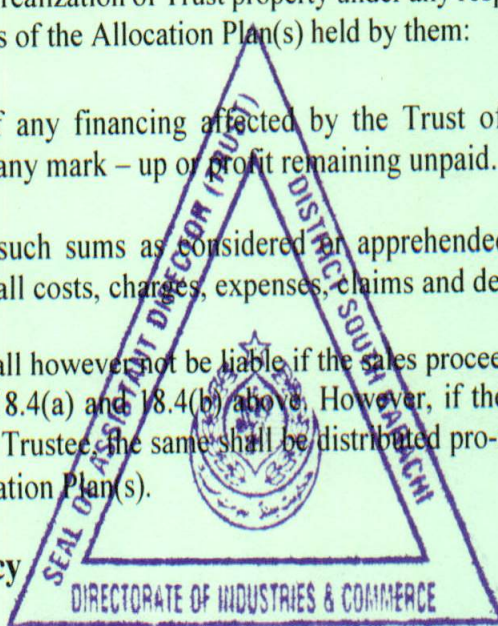 realization of Trust property under any resp
s of the Allocation Plan(s) held by them:
f any financing affected by the Trust of
any mark – up or profit remaining unpaid.
such sums as considered or apprehended
all costs, charges, expenses, claims and de
all however not be liable if the sales procee
18.4(a) and 18.4(b) above. However, if the
Trustee, the same shall be distributed pro-
ation Plan(s).
cy
SEAL OF ASSISTANT DIRECTOR (TRUST)
DISTRICT SOUTH KARACHI
DIRECTORATE OF INDUSTRIES & COMMERCE